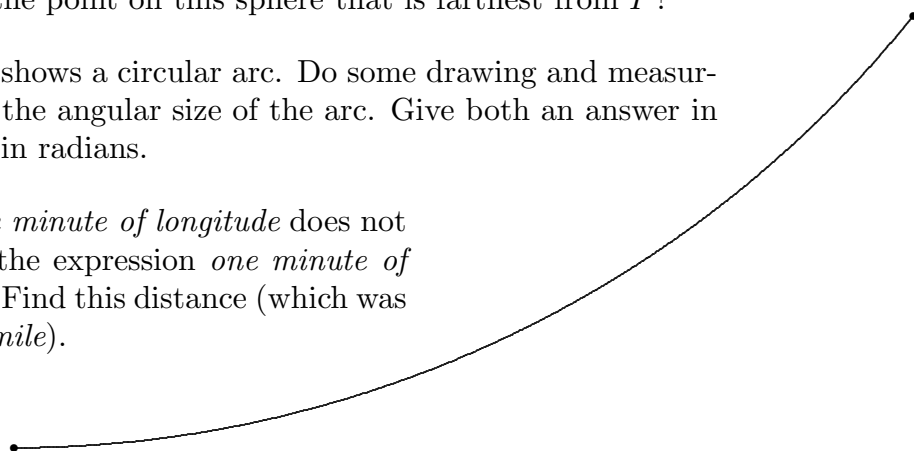 the point on this sphere that is farthest from P?
shows a circular arc. Do some drawing and measur-
the angular size of the arc. Give both an answer in
in radians.
minute of longitude does not
the expression one minute of
Find this distance (which was
mile).